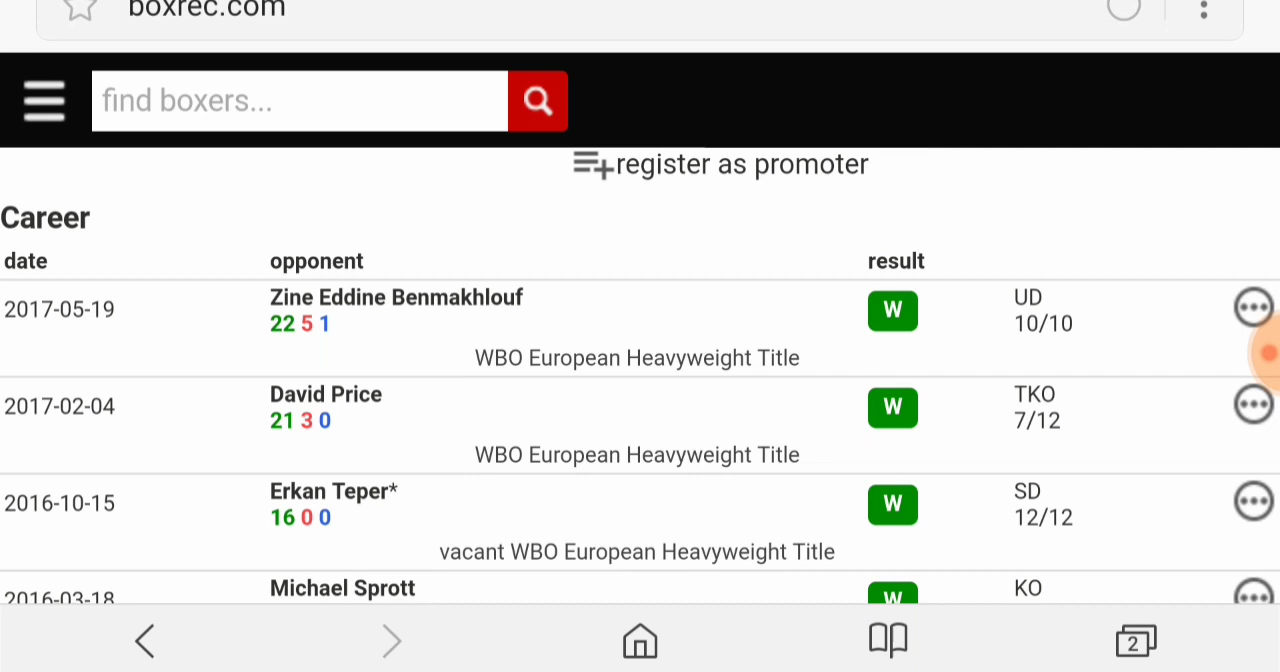 boxrec.com
find boxers...
register as promoter
Career
date opponent result
2017-05-19 Zine Eddine Benmakhlouf W UD
22 5 1 10/10
WBO European Heavyweight Title
2017-02-04 David Price W TKO
21 3 0 7/12
WBO European Heavyweight Title
2016-10-15 Erkan Teper* W SD
16 0 0 12/12
vacant WBO European Heavyweight Title
2016-03-18 Michael Sprott W KO
2